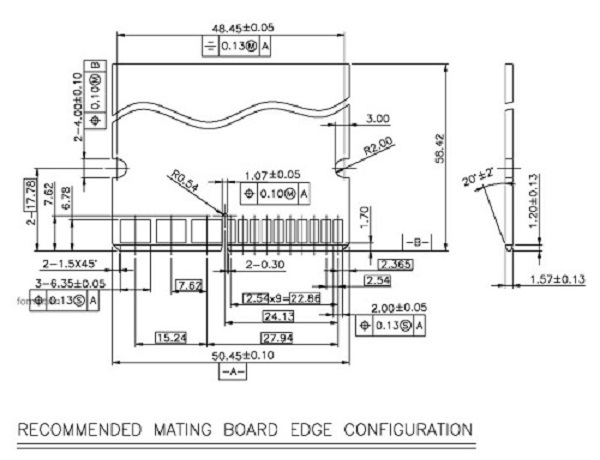 48.45±0.05
0.13Ⓜ A
0.10Ⓜ B
2-4.00±0.10
3.00
R2.00
58.42
20°±2°
1.20±0.13
1.57±0.13
R0.54
1.07±0.05
0.10Ⓜ A
2-17.78
7.62
6.78
1.70
-B-
2-1.5X45°
2-0.30
2.365
3-6.35±0.05
7.62
2.54
0.13Ⓢ A
2.54x9=22.86
2.00±0.05
24.13
0.13Ⓢ A
15.24
27.94
50.45±0.10
-A-
RECOMMENDED MATING BOARD EDGE CONFIGURATION